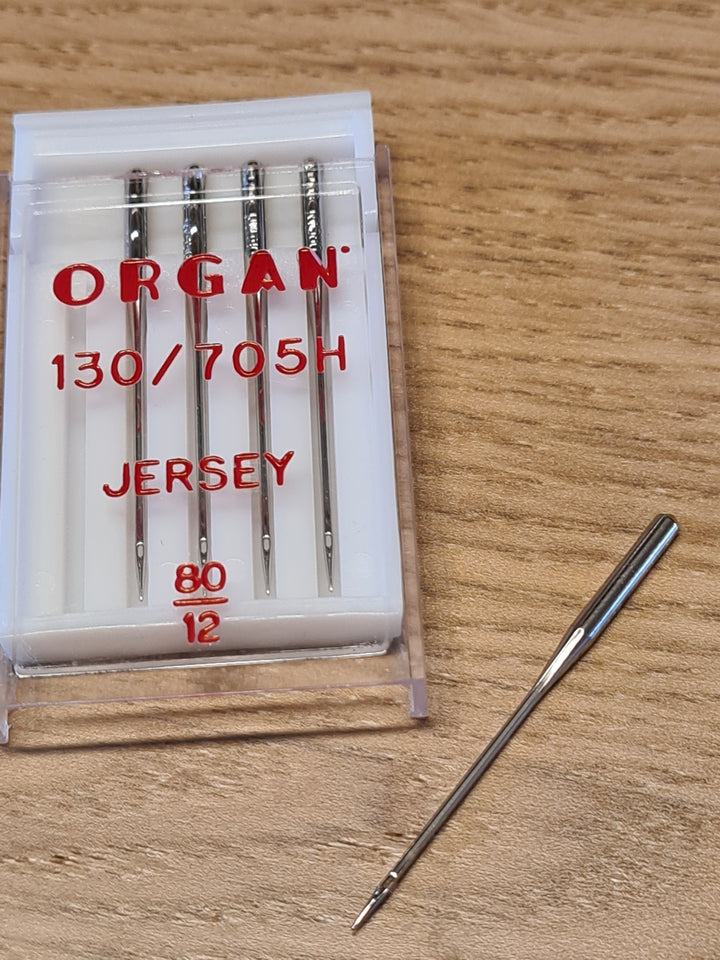 ORGAN
130/705H
JERSEY
80
12